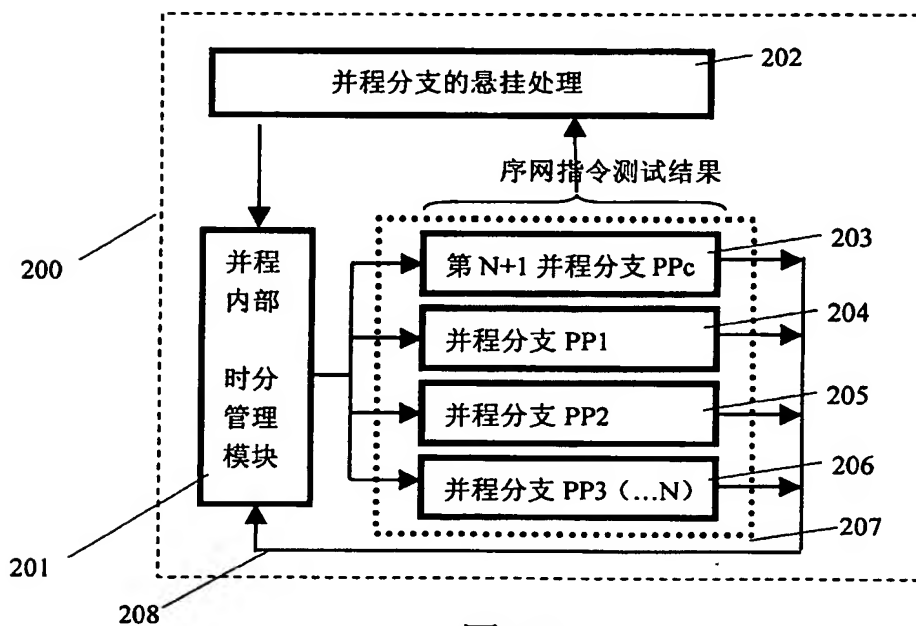 202
并程分支的悬挂处理
序网指令测试结果
200
并程
内部
时分
管理
模块
第 N+1 并程分支 PPc
203
并程分支 PP1
204
并程分支 PP2
205
并程分支 PP3（...N）
206
207
201
208